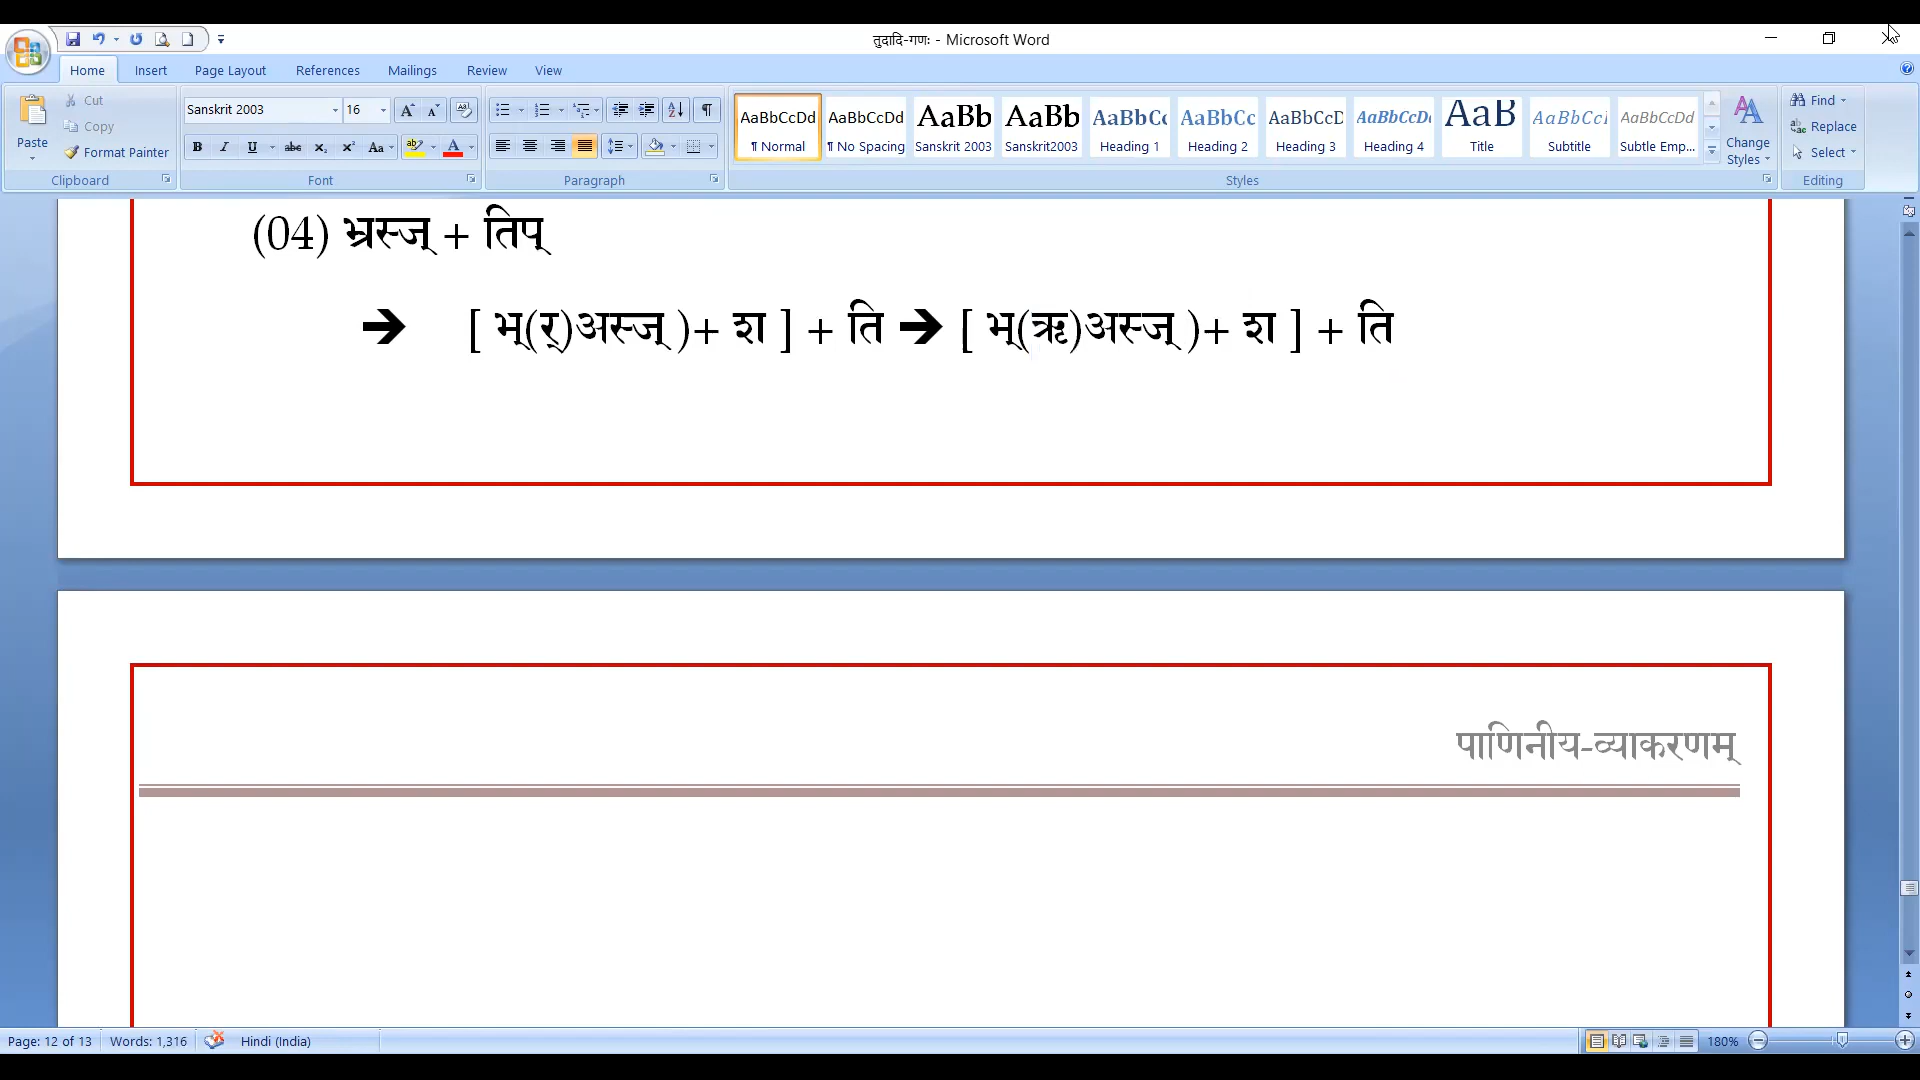 तुदादि-गणः - Microsoft Word
Home Insert Page Layout References Mailings Review View
Paste
Cut
Copy
Format Painter
Clipboard
Sanskrit 2003 16
Font
Paragraph
AaBbCcDd AaBbCcDd AaBb AaBb AaBbCc AaBbCc AaBbCcD AaBbCcDd AaB AaBbCcl AaBbCcDd
¶ Normal ¶ No Spacing Sanskrit 2003 Sanskrit2003 Heading 1 Heading 2 Heading 3 Heading 4 Title Subtitle Subtle Emp...
Change Styles
Styles
Find
Replace
Select
Editing
(04) भ्रस्ज् + तिप्
➔ [ भ्(र्)अस्ज् )+ श ] + ति ➔ [ भ्(ऋ)अस्ज् )+ श ] + ति
पाणिनीय-व्याकरणम्
Page: 12 of 13 Words: 1,316 Hindi (India) 180%